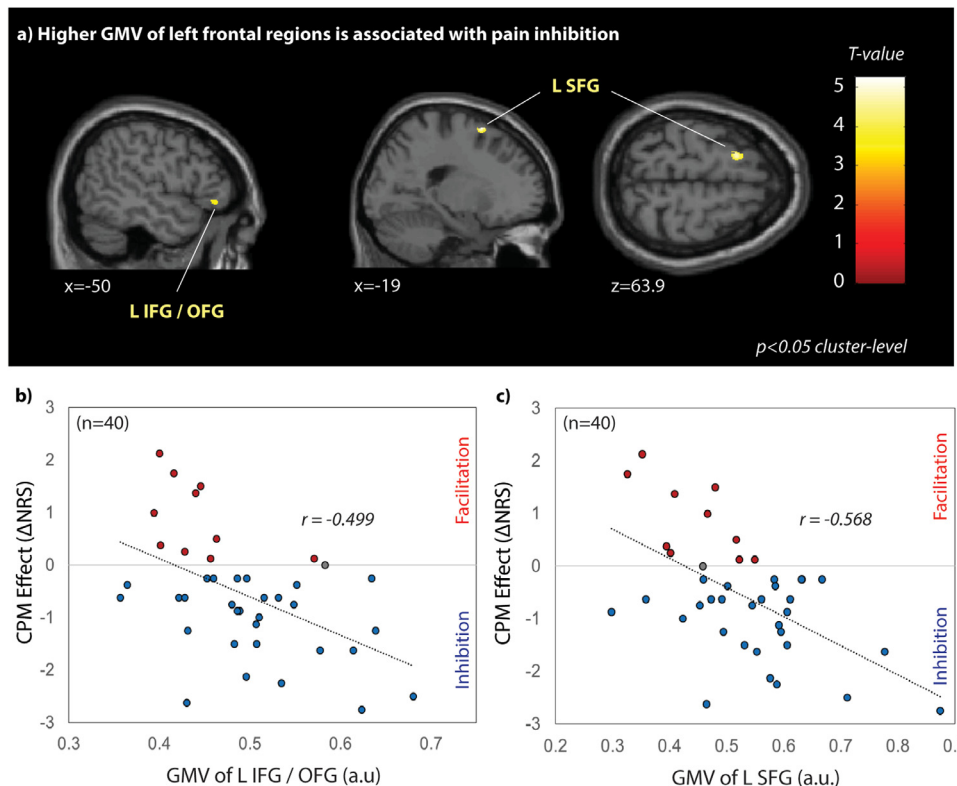 a) Higher GMV of left frontal regions is associated with pain inhibition
T-value
L SFG
5
4
3
2
1
0
x=-50
x=-19
z=63.9
L IFG / OFG
p<0.05 cluster-level
b)
(n=40)
CPM Effect (ΔNRS)
3
2
1
0
-1
-2
-3
Facilitation
Inhibition
r = -0.499
0.3
0.4
0.5
0.6
0.7
GMV of L IFG / OFG (a.u)
c)
(n=40)
CPM Effect (ΔNRS)
3
2
1
0
-1
-2
-3
Facilitation
Inhibition
r = -0.568
0.2
0.3
0.4
0.5
0.6
0.7
0.8
0.
GMV of L SFG (a.u.)